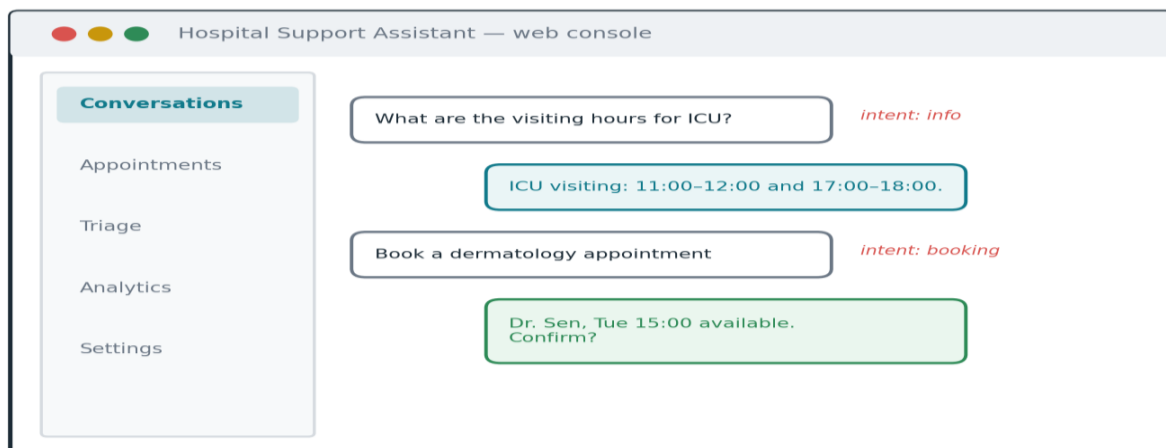 Hospital Support Assistant — web console
Conversations
Appointments
Triage
Analytics
Settings
What are the visiting hours for ICU?
intent: info
ICU visiting: 11:00–12:00 and 17:00–18:00.
Book a dermatology appointment
intent: booking
Dr. Sen, Tue 15:00 available.
Confirm?